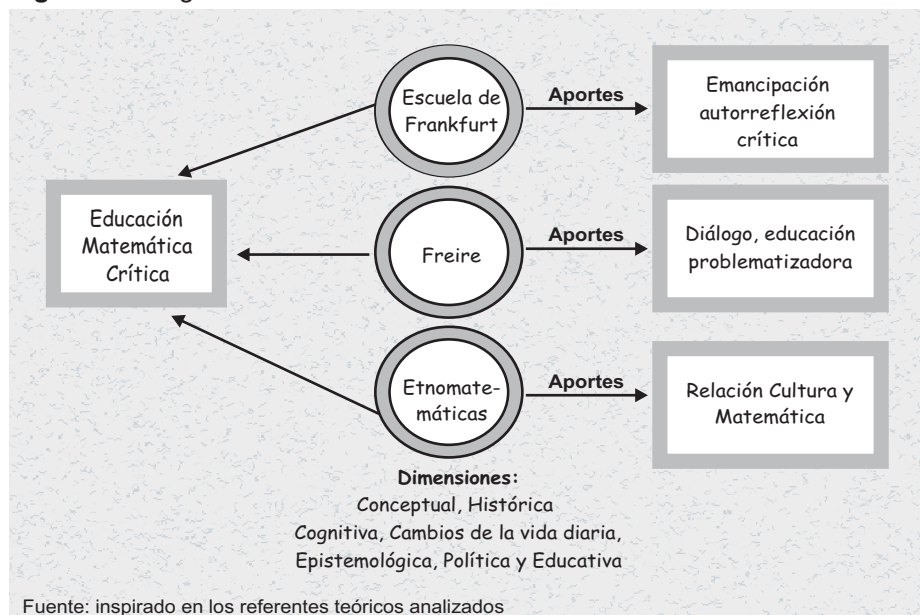 Escuela de
Frankfurt
Aportes
Emancipación
autorreflexión
crítica
Educación
Matemática
Crítica
Freire
Aportes
Diálogo, educación
problematizadora
Etnomate-
máticas
Aportes
Relación Cultura y
Matemática
Dimensiones:
Conceptual, Histórica
Cognitiva, Cambios de la vida diaria,
Epistemológica, Política y Educativa
Fuente: inspirado en los referentes teóricos analizados